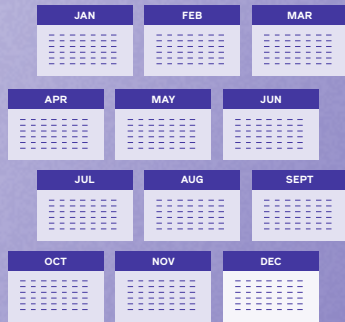 JAN FEB MAR
APR MAY JUN
JUL AUG SEPT
OCT NOV DEC